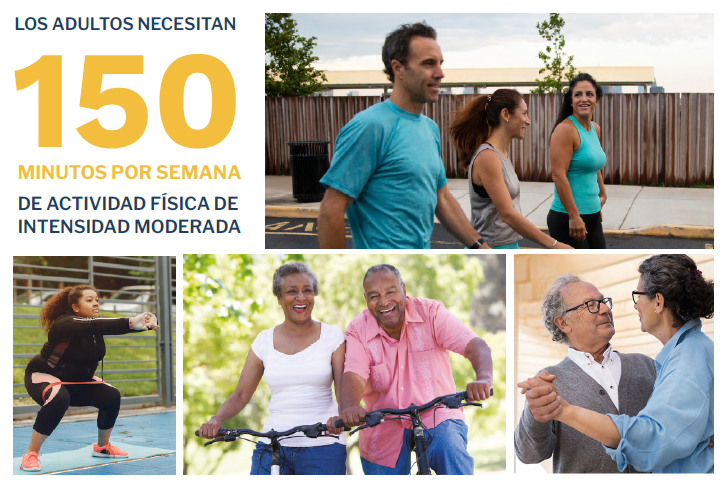 LOS ADULTOS NECESITAN
150
MINUTOS POR SEMANA
DE ACTIVIDAD FÍSICA DE
INTENSIDAD MODERADA